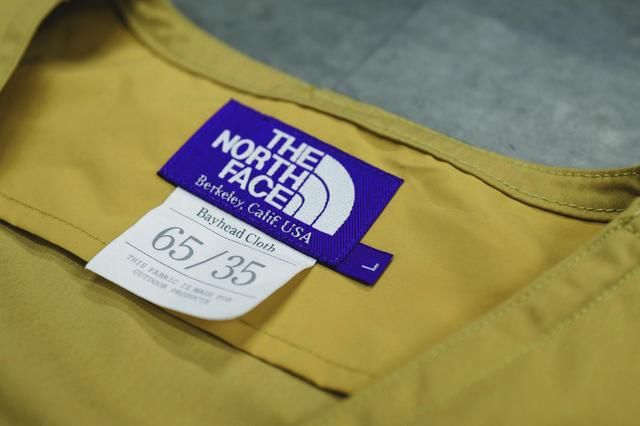 THE
NORTH
FACE
Berkeley, Calif. USA
L
Bayhead Cloth
65/35
THIS FABRIC IS MADE FOR
OUTDOOR PRODUCTS